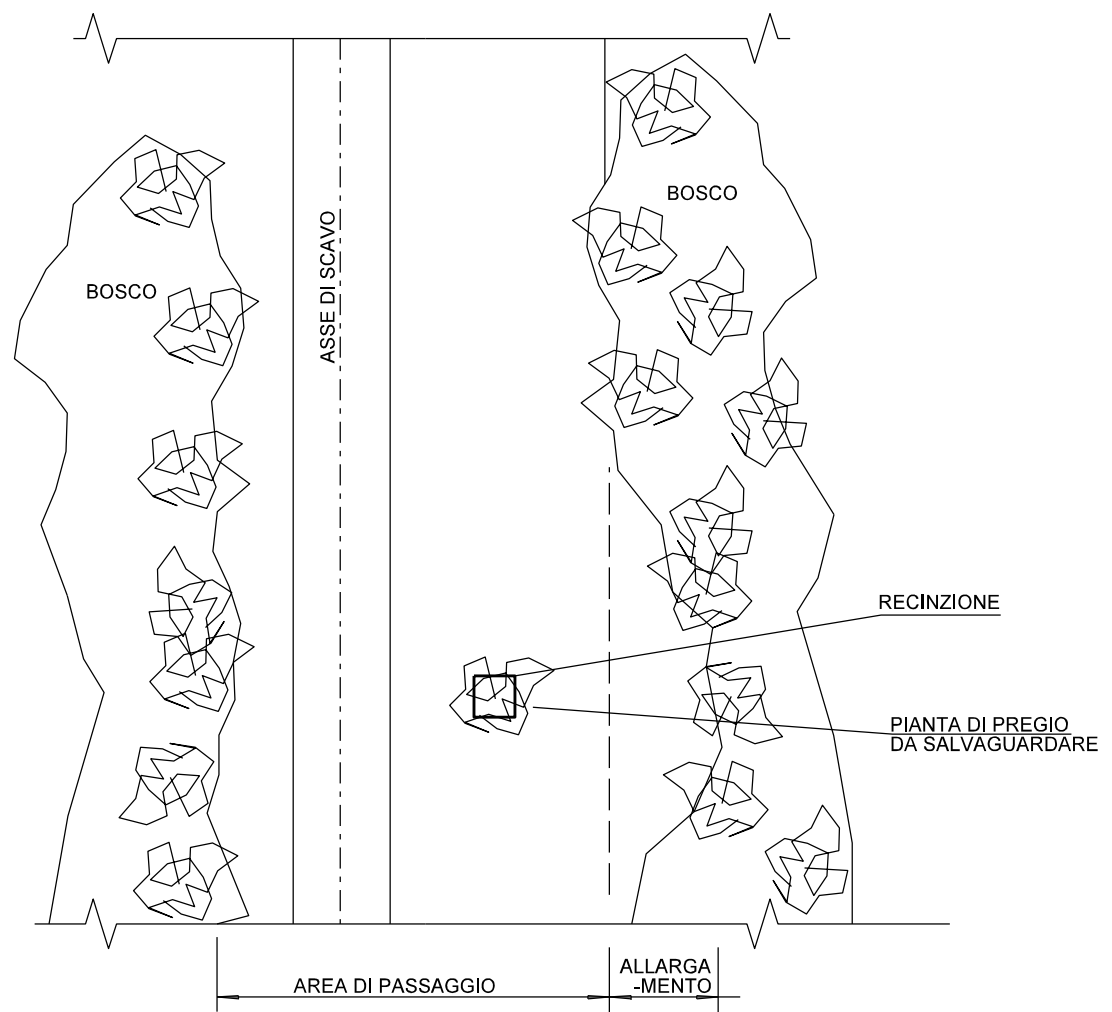 BOSCO
BOSCO
ASSE DI SCAVO
RECINZIONE
PIANTA DI PREGIO
DA SALVAGUARDARE
AREA DI PASSAGGIO
ALLARGA
-MENTO